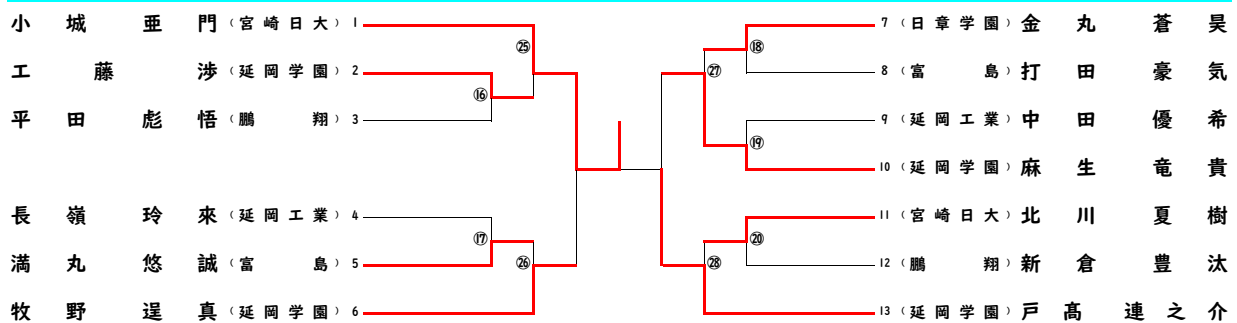 小城亜門（宮崎日大）1
工藤渉（延岡学園）2
平田彪悟（鵬翔）3
長嶺玲來（延岡工業）4
満丸悠誠（富島）5
牧野逞真（延岡学園）6
㉕
⑯
⑰
㉖
7（日章学園）金丸蒼昊
8（富島）打田豪気
9（延岡工業）中田優希
10（延岡学園）麻生竜貴
11（宮崎日大）北川夏樹
12（鵬翔）新倉豊汰
13（延岡学園）戸髙連之介
⑱
㉗
⑲
⑳
㉘